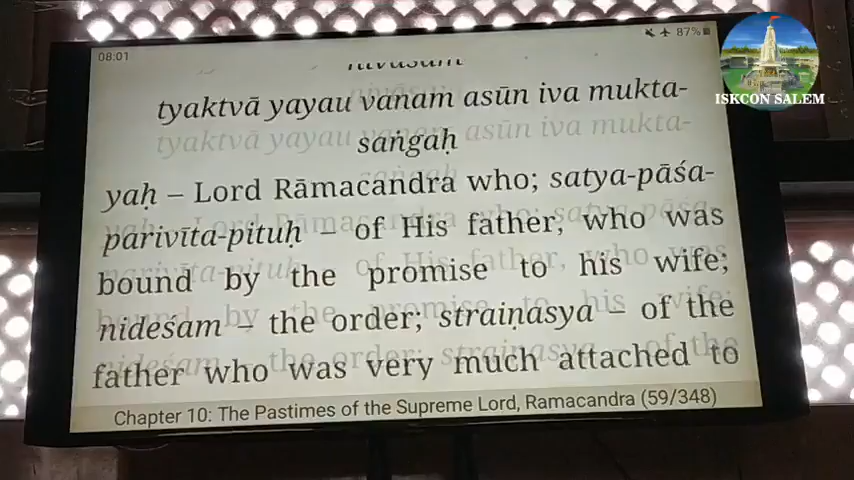 08:01
87%
ISKCON SALEM
tyaktvā yayau vanam asūn iva mukta-
saṅgaḥ
yaḥ – Lord Rāmacandra who; satya-pāśa-
parivīta-pituḥ – of His father, who was
bound by the promise to his wife;
nideśam – the order; straiṇasya – of the
father who was very much attached to
Chapter 10: The Pastimes of the Supreme Lord, Ramacandra (59/348)